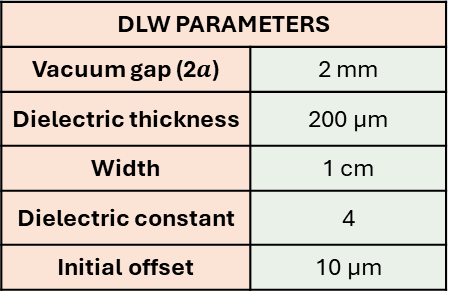 DLW PARAMETERS
Vacuum gap (2a) 2 mm
Dielectric thickness 200 µm
Width 1 cm
Dielectric constant 4
Initial offset 10 µm